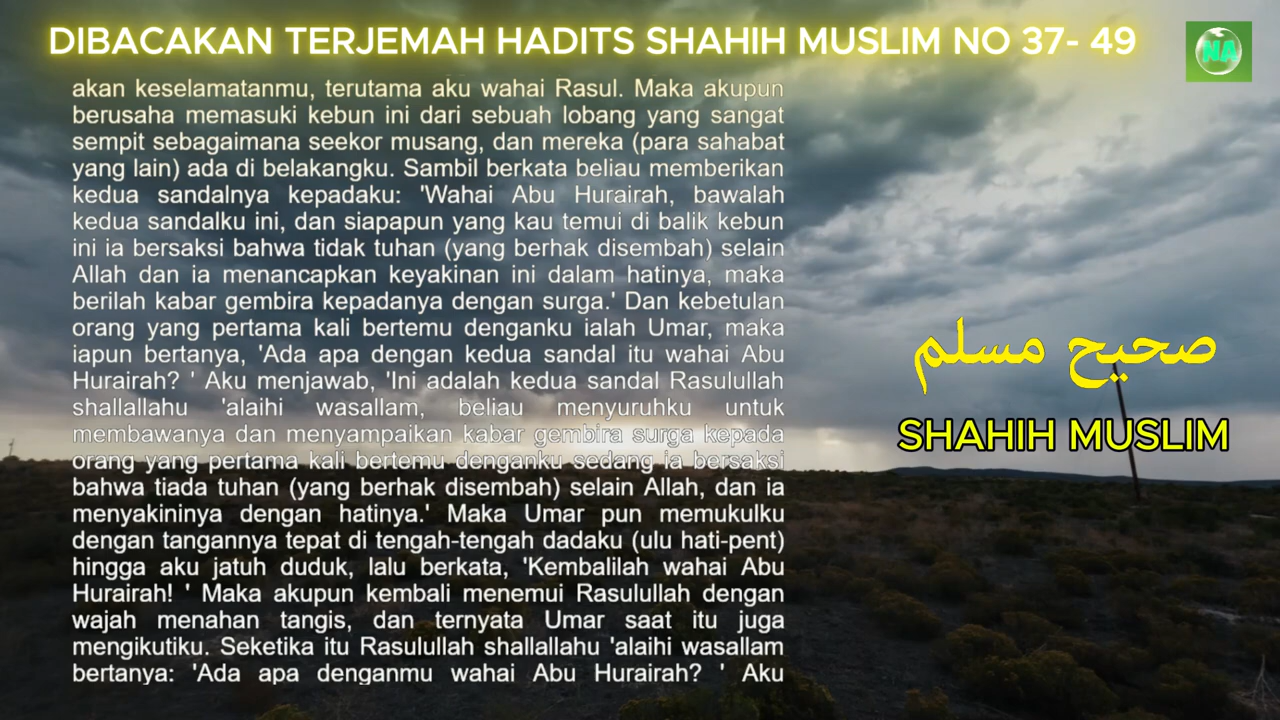 DIBACAKAN TERJEMAH HADITS SHAHIH MUSLIM NO 37- 49
NA
akan keselamatanmu, terutama aku wahai Rasul. Maka akupun
berusaha memasuki kebun ini dari sebuah lobang yang sangat
sempit sebagaimana seekor musang, dan mereka (para sahabat
yang lain) ada di belakangku. Sambil berkata beliau memberikan
kedua sandalnya kepadaku: 'Wahai Abu Hurairah, bawalah
kedua sandalku ini, dan siapapun yang kau temui di balik kebun
ini ia bersaksi bahwa tidak tuhan (yang berhak disembah) selain
Allah dan ia menancapkan keyakinan ini dalam hatinya, maka
berilah kabar gembira kepadanya dengan surga.' Dan kebetulan
orang yang pertama kali bertemu denganku ialah Umar, maka
iapun bertanya, 'Ada apa dengan kedua sandal itu wahai Abu
Hurairah? ' Aku menjawab, 'Ini adalah kedua sandal Rasulullah
shallallahu 'alaihi wasallam, beliau menyuruhku untuk
membawanya dan menyampaikan kabar gembira surga kepada
orang yang pertama kali bertemu denganku sedang ia bersaksi
bahwa tiada tuhan (yang berhak disembah) selain Allah, dan ia
menyakininya dengan hatinya.' Maka Umar pun memukulku
dengan tangannya tepat di tengah-tengah dadaku (ulu hati-pent)
hingga aku jatuh duduk, lalu berkata, 'Kembalilah wahai Abu
Hurairah! ' Maka akupun kembali menemui Rasulullah dengan
wajah menahan tangis, dan ternyata Umar saat itu juga
mengikutiku. Seketika itu Rasulullah shallallahu 'alaihi wasallam
bertanya: 'Ada apa denganmu wahai Abu Hurairah? ' Aku
صحيح مسلم
SHAHIH MUSLIM